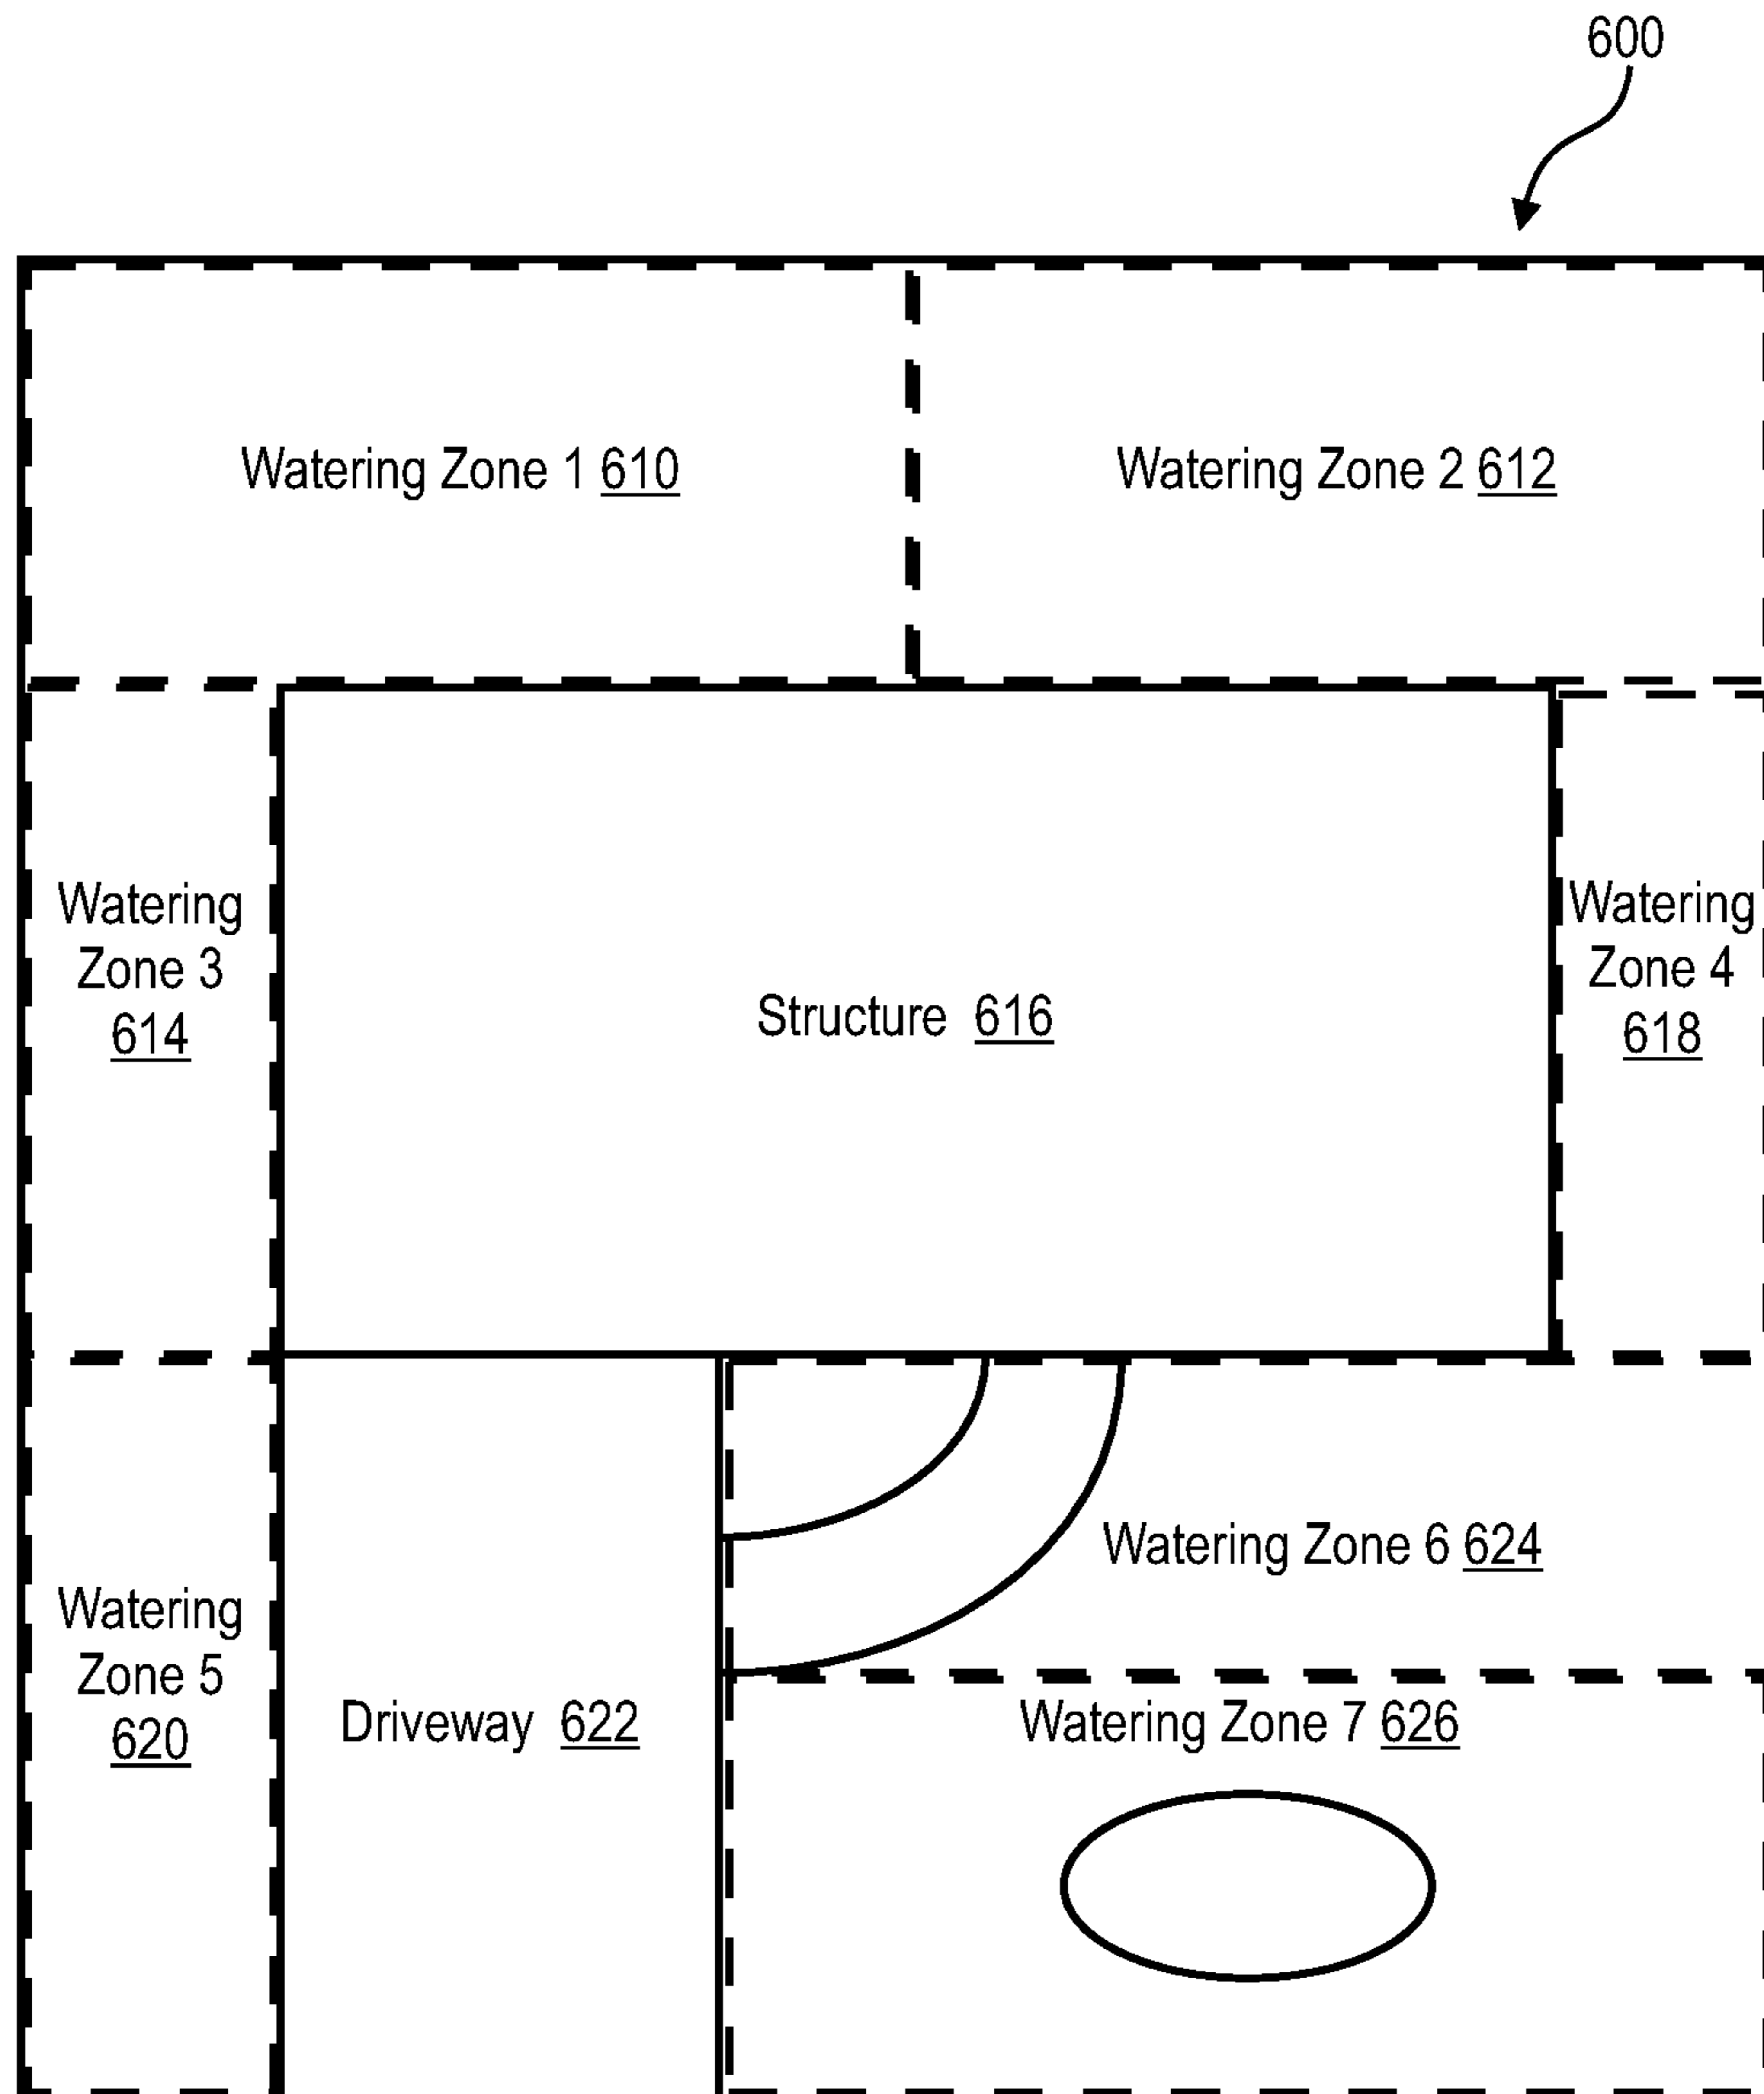 600
Watering Zone 1 610
Watering Zone 2 612
Watering
Zone 3
614
Structure 616
Watering
Zone 4
618
Watering Zone 6 624
Watering
Zone 5
620
Driveway 622
Watering Zone 7 626